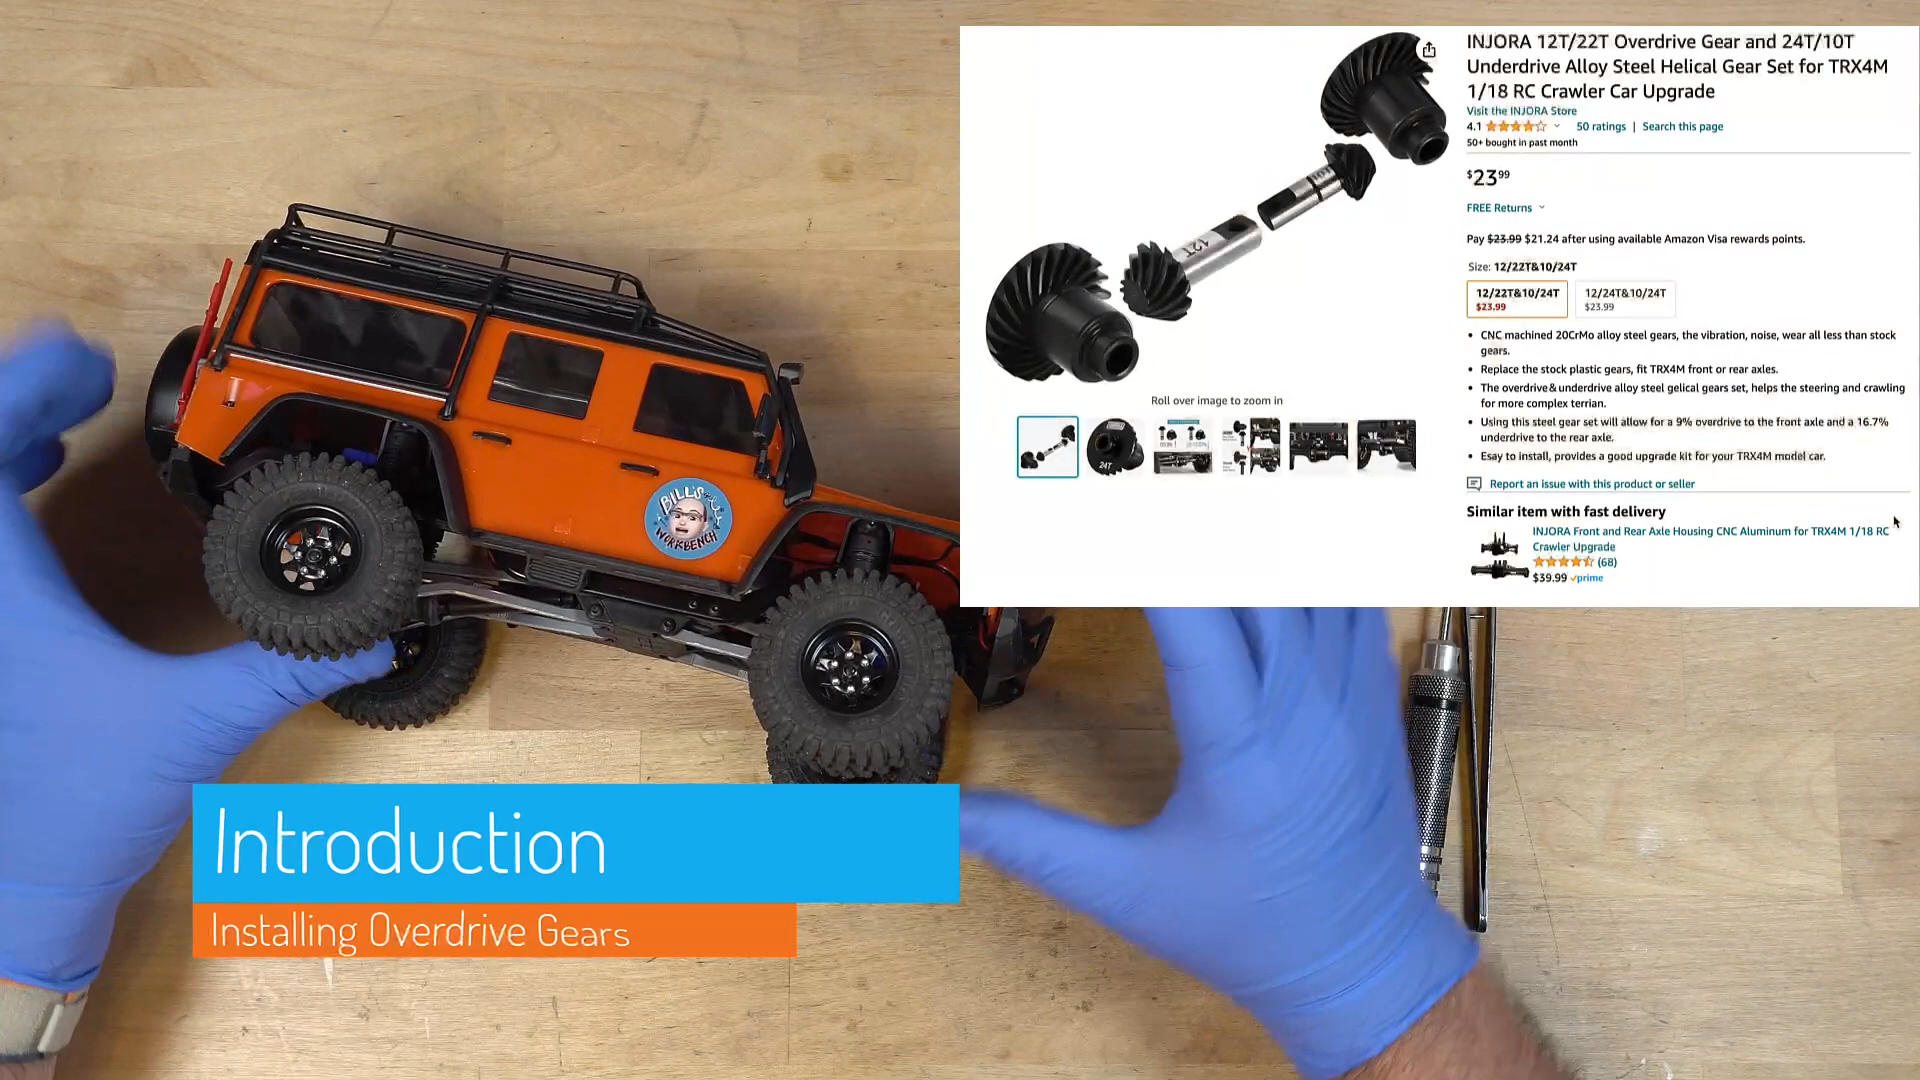 INJORA 12T/22T Overdrive Gear and 24T/10T
Underdrive Alloy Steel Helical Gear Set for TRX4M
1/18 RC Crawler Car Upgrade
Visit the INJORA Store
4.1 50 ratings | Search this page
50+ bought in past month
$23 99
FREE Returns
Pay $23.99 $21.24 after using available Amazon Visa rewards points.
Size: 12/22T&10/24T
12/22T&10/24T 12/24T&10/24T
$23.99 $23.99
• CNC machined 20CrMo alloy steel gears, the vibration, noise, wear all less than stock
gears.
• Replace the stock plastic gears, fit TRX4M front or rear axles.
• The overdrive&underdrive alloy steel gelical gears set, helps the steering and crawling
for more complex terrian.
• Using this steel gear set will allow for a 9% overdrive to the front axle and a 16.7%
underdrive to the rear axle.
• Esay to install, provides a good upgrade kit for your TRX4M model car.
Report an issue with this product or seller
Similar item with fast delivery
INJORA Front and Rear Axle Housing CNC Aluminum for TRX4M 1/18 RC
Crawler Upgrade
(68)
$39.99 prime
12T
Roll over image to zoom in
24T
BILL'S
WORKBENCH
Introduction
Installing Overdrive Gears